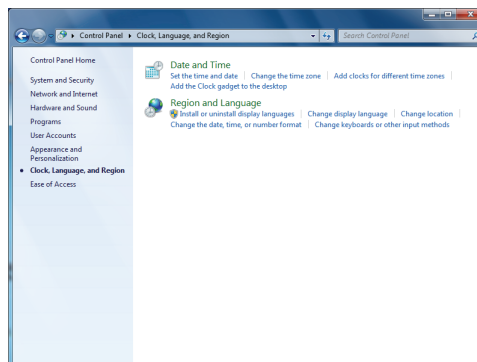 Control Panel ▸ Clock, Language, and Region
Search Control Panel
Control Panel Home
System and Security
Network and Internet
Hardware and Sound
Programs
User Accounts
Appearance and
Personalization
• Clock, Language, and Region
Ease of Access
Date and Time
Set the time and date | Change the time zone | Add clocks for different time zones |
Add the Clock gadget to the desktop
Region and Language
Install or uninstall display languages | Change display language | Change location |
Change the date, time, or number format | Change keyboards or other input methods